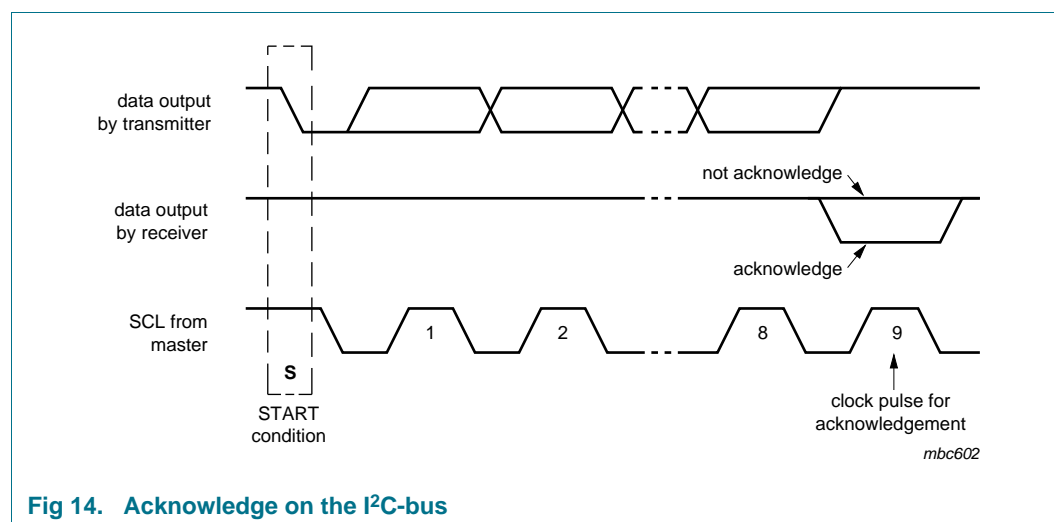 data output
by transmitter
not acknowledge
data output
by receiver
acknowledge
SCL from
master
1
2
8
9
S
START
condition
clock pulse for
acknowledgement
mbc602
Fig 14. Acknowledge on the I²C-bus